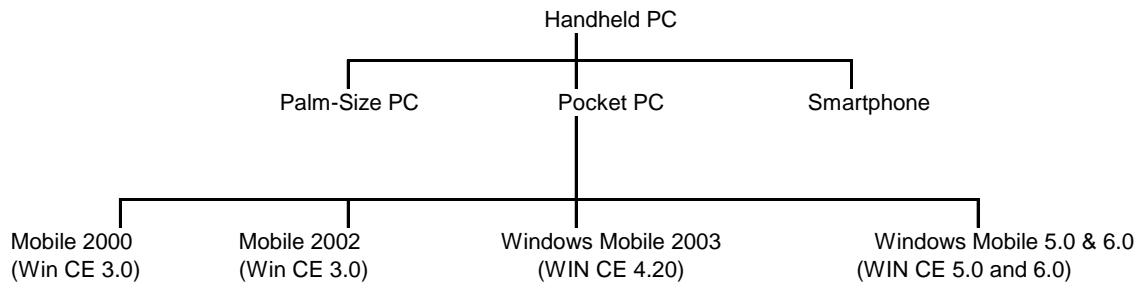 Handheld PC
Palm-Size PC Pocket PC Smartphone
Mobile 2000 Mobile 2002 Windows Mobile 2003 Windows Mobile 5.0 & 6.0
(Win CE 3.0) (Win CE 3.0) (WIN CE 4.20) (WIN CE 5.0 and 6.0)